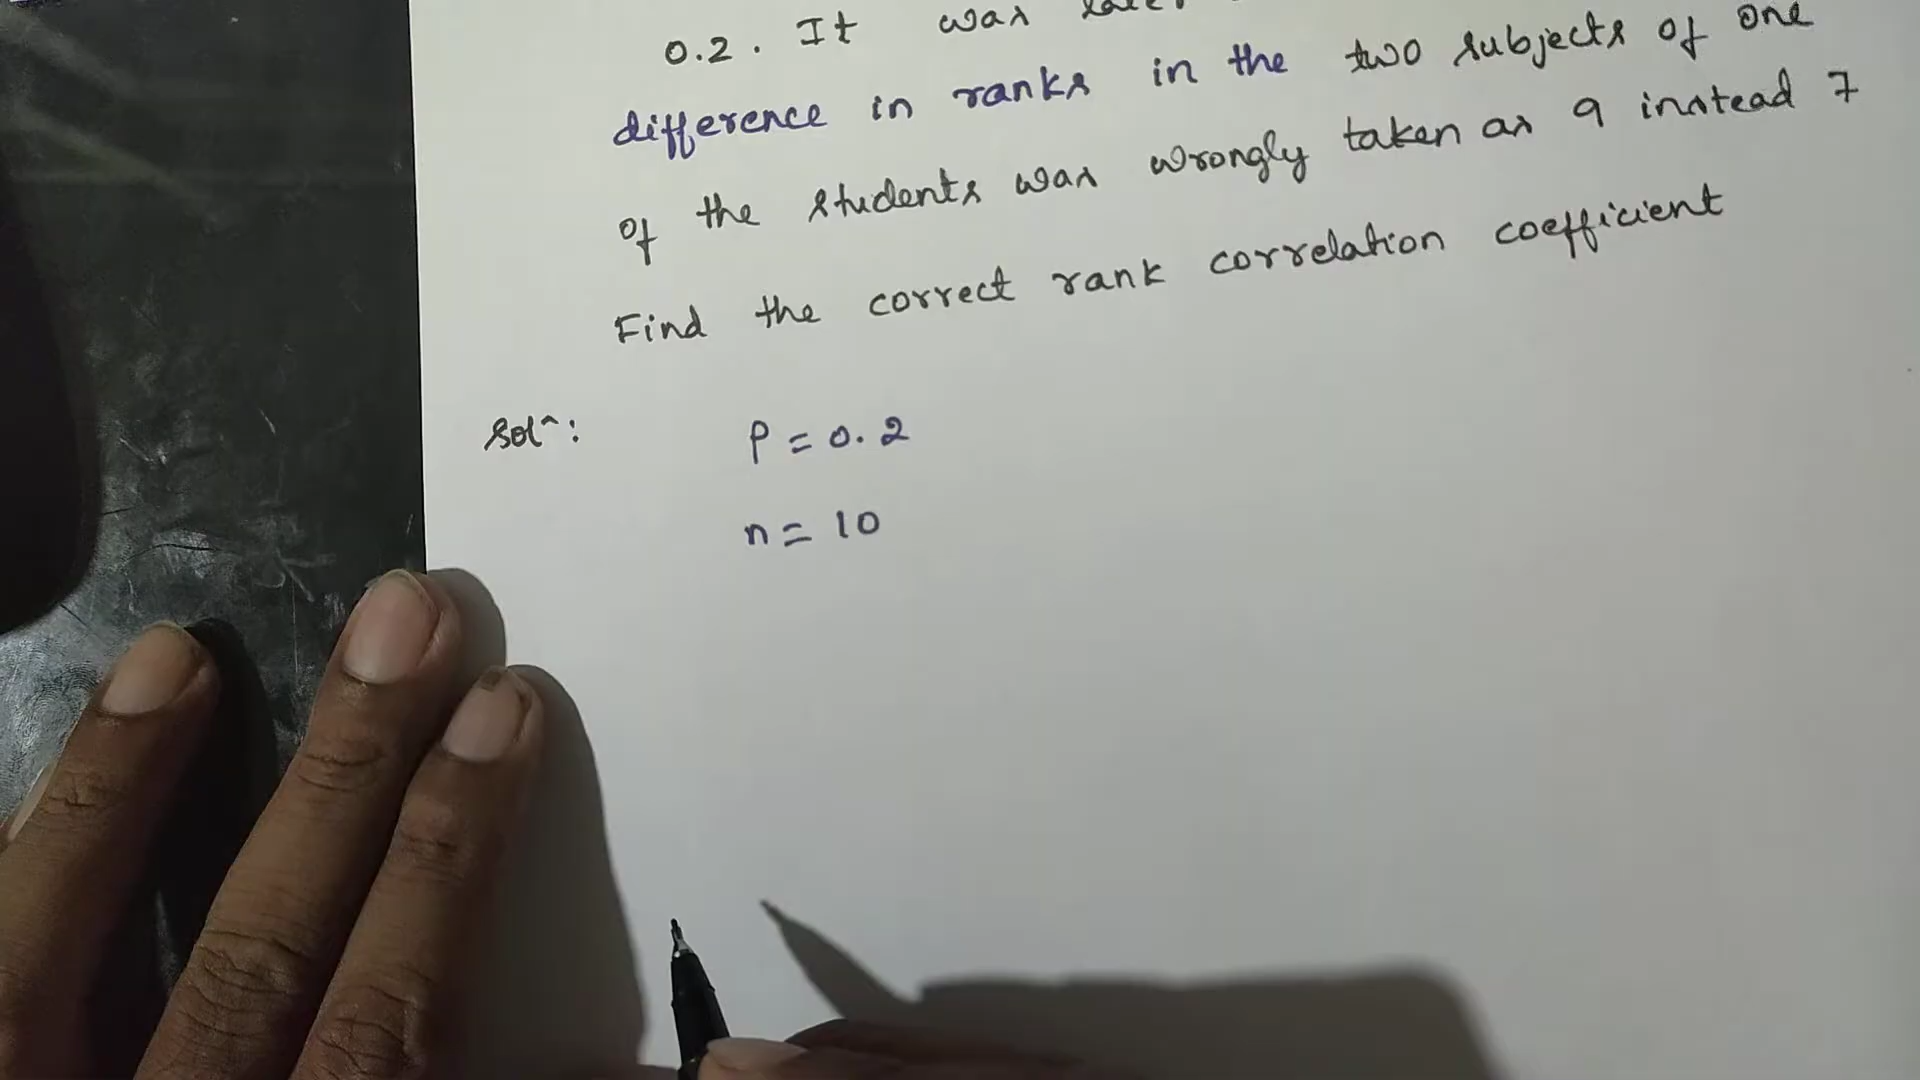 0.2. It was
difference in ranks in the two subjects of one
of the students was wrongly taken as 9 instead 7
Find the correct rank correlation coefficient
Solⁿ: ρ = 0.2
n = 10